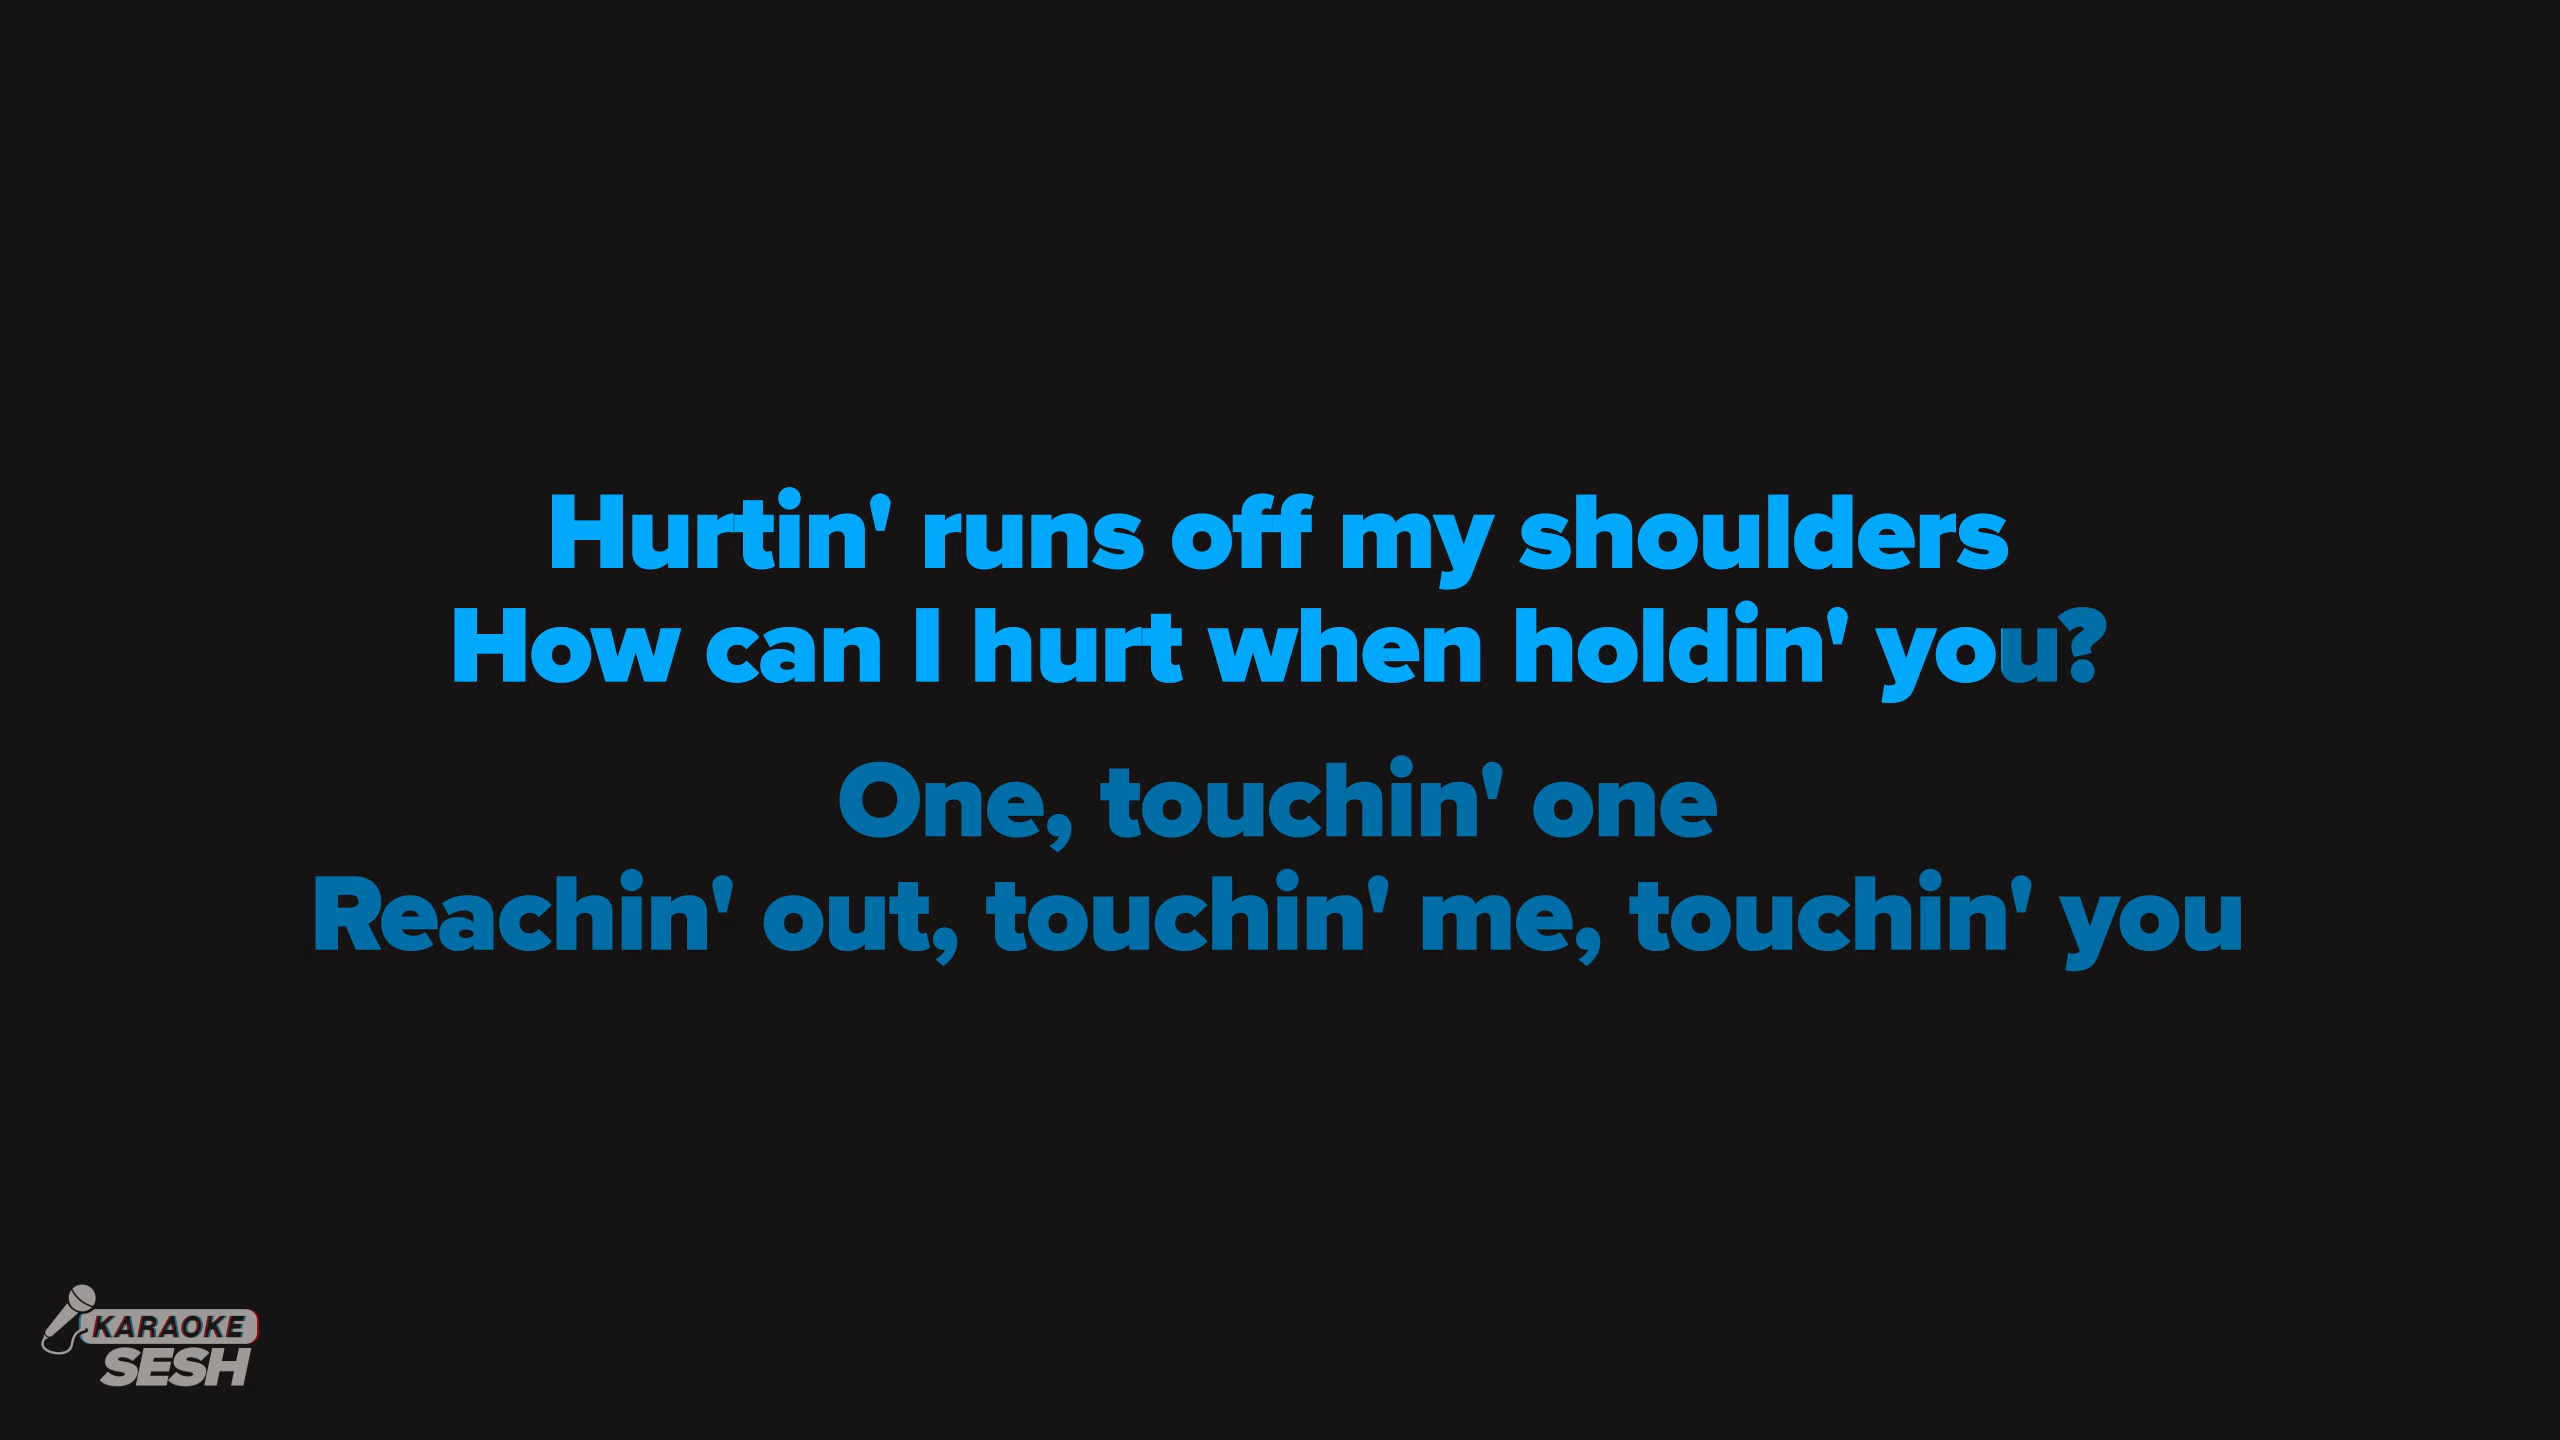 Hurtin' runs off my shoulders
How can I hurt when holdin' you?
One, touchin' one
Reachin' out, touchin' me, touchin' you
KARAOKE
SESH